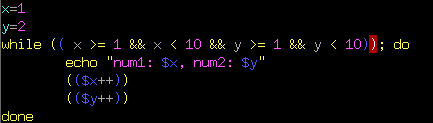 x=1
y=2
while (( x >= 1 && x < 10 && y >= 1 && y < 10)); do
echo "num1: $x, num2: $y"
(($x++))
(($y++))
done